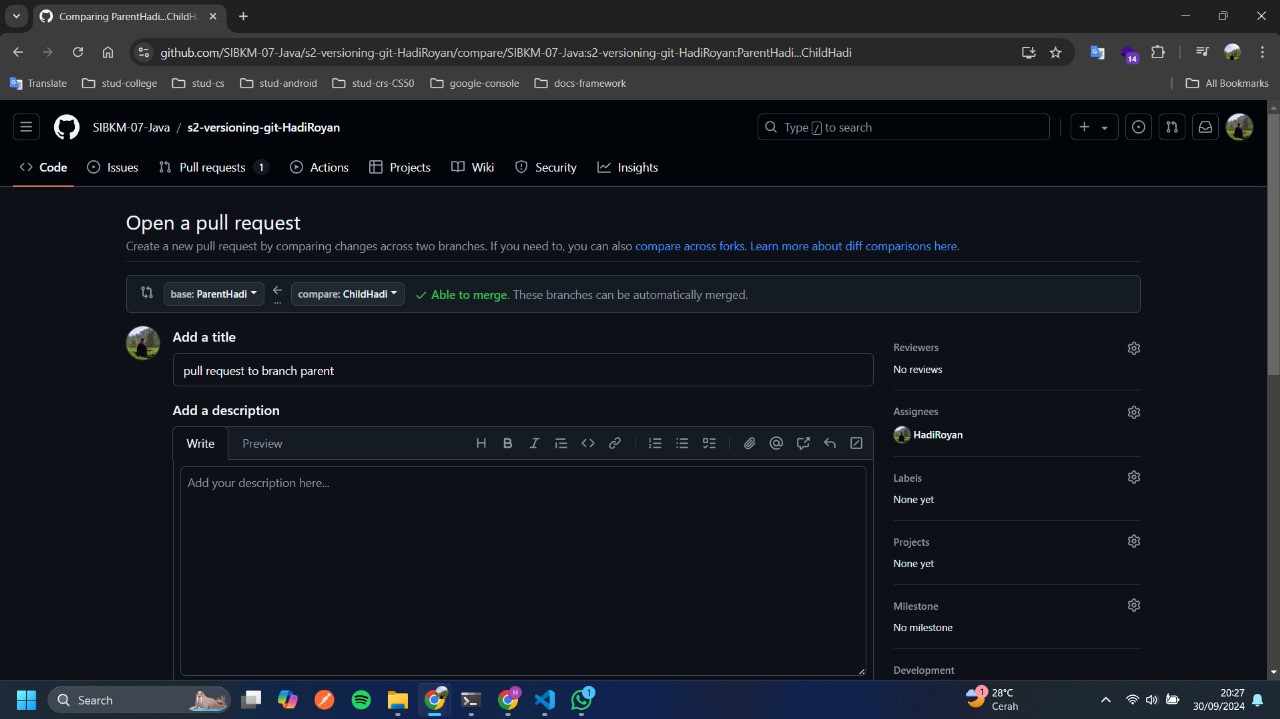 Comparing ParentHadi...ChildH
github.com/SIBKM-07-Java/s2-versioning-git-HadiRoyan/compare/SIBKM-07-Java:s2-versioning-git-HadiRoyan:ParentHadi...ChildHadi
14
Translate stud-college stud-cs stud-android stud-crs-CS50 google-console docs-framework All Bookmarks
SIBKM-07-Java / s2-versioning-git-HadiRoyan
Type / to search
Code Issues Pull requests 1 Actions Projects Wiki Security Insights
Open a pull request
Create a new pull request by comparing changes across two branches. If you need to, you can also compare across forks. Learn more about diff comparisons here.
base: ParentHadi ... compare: ChildHadi Able to merge. These branches can be automatically merged.
Add a title
pull request to branch parent
Add a description
Write Preview
Add your description here...
Reviewers
No reviews
Assignees
HadiRoyan
Labels
None yet
Projects
None yet
Milestone
No milestone
Development
Search
H
1
1
28°C
Cerah
20:27
30/09/2024